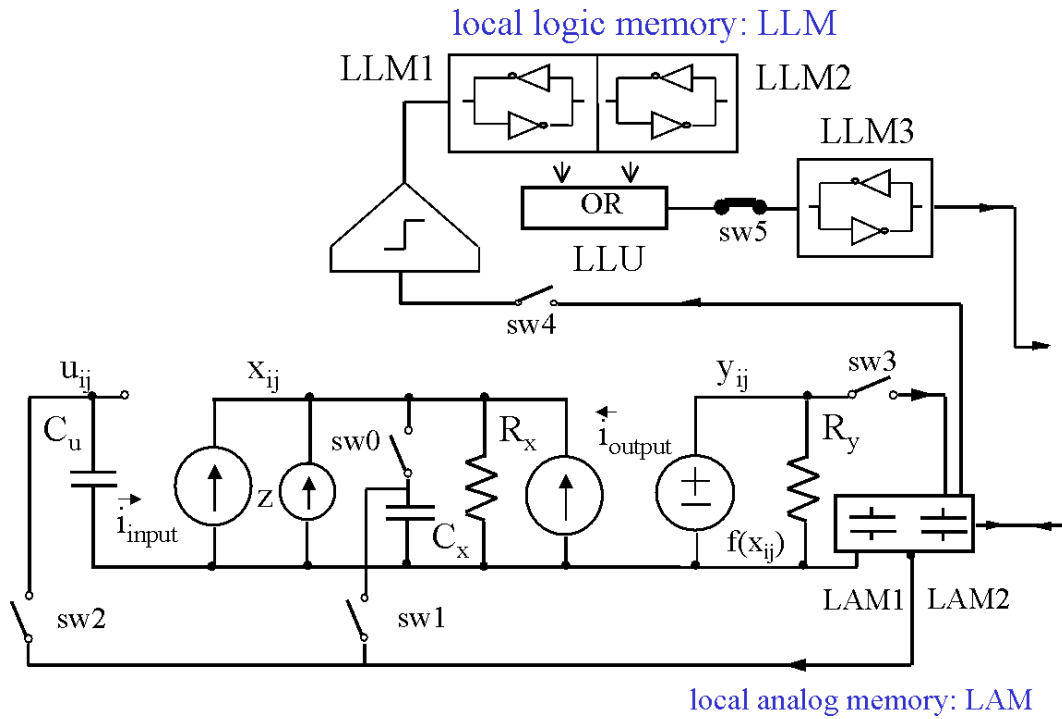 local logic memory: LLM
LLM1
LLM2
LLM3
OR
sw5
LLU
sw4
u_ij
x_ij
y_ij
sw3
C_u
sw0
R_x
i_output
R_y
i_input
z
C_x
+
−
f(x_ij)
LAM1
LAM2
sw2
sw1
local analog memory: LAM